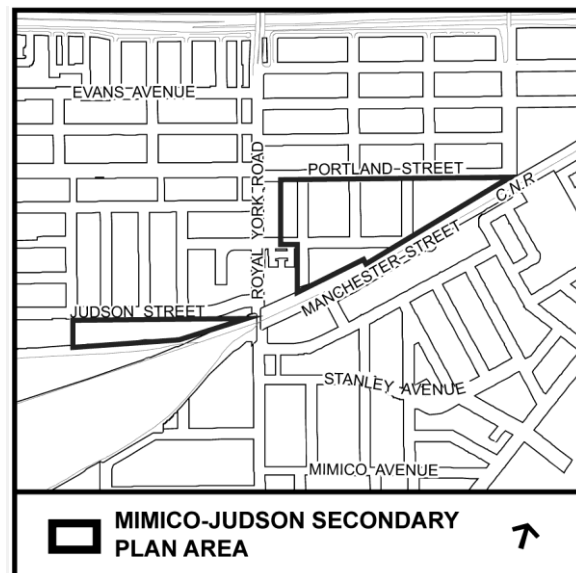 EVANS AVENUE
ROYAL YORK ROAD
PORTLAND STREET
C.N.R
MANCHESTER STREET
JUDSON STREET
STANLEY AVENUE
MIMICO AVENUE
MIMICO-JUDSON SECONDARY
PLAN AREA